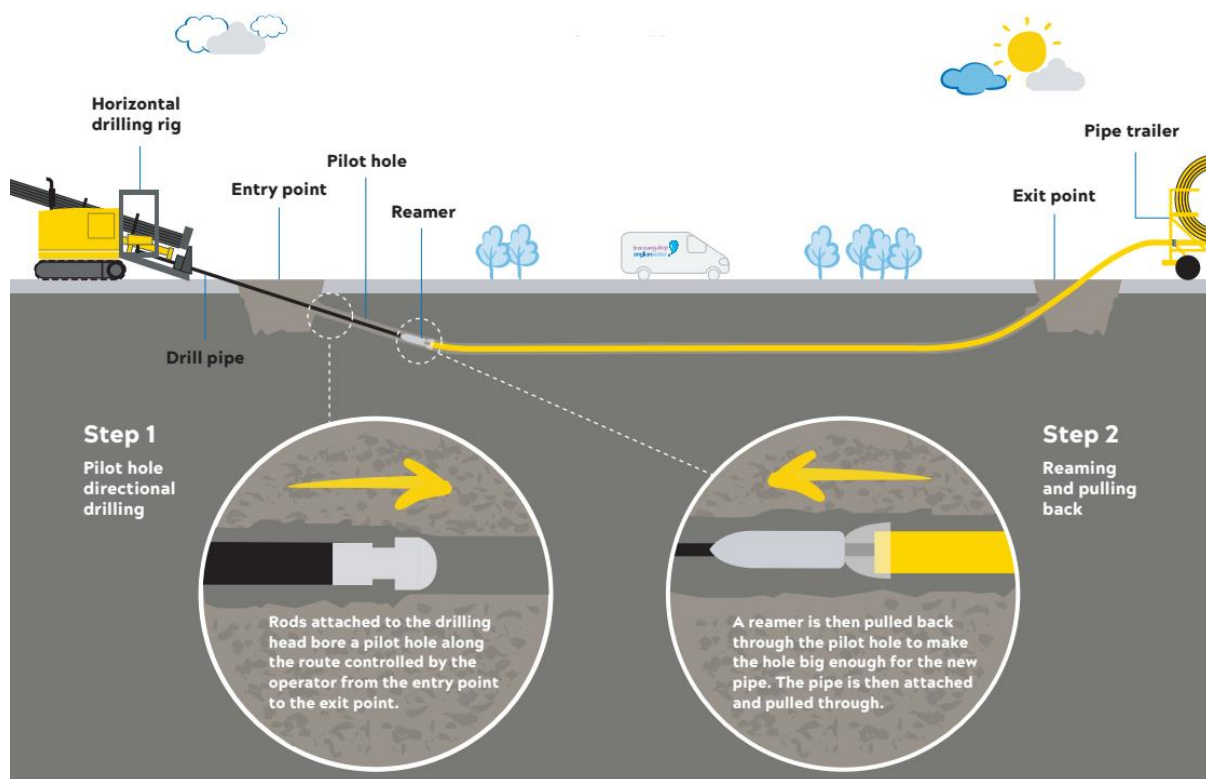 Horizontal
drilling rig
Pilot hole
Entry point
Reamer
Pipe trailer
Exit point
Drill pipe
Step 1
Pilot hole
directional
drilling
Rods attached to the drilling
head bore a pilot hole along
the route controlled by the
operator from the entry point
to the exit point.
Step 2
Reaming
and pulling
back
A reamer is then pulled back
through the pilot hole to make
the hole big enough for the new
pipe. The pipe is then attached
and pulled through.
love every drop
anglianwater